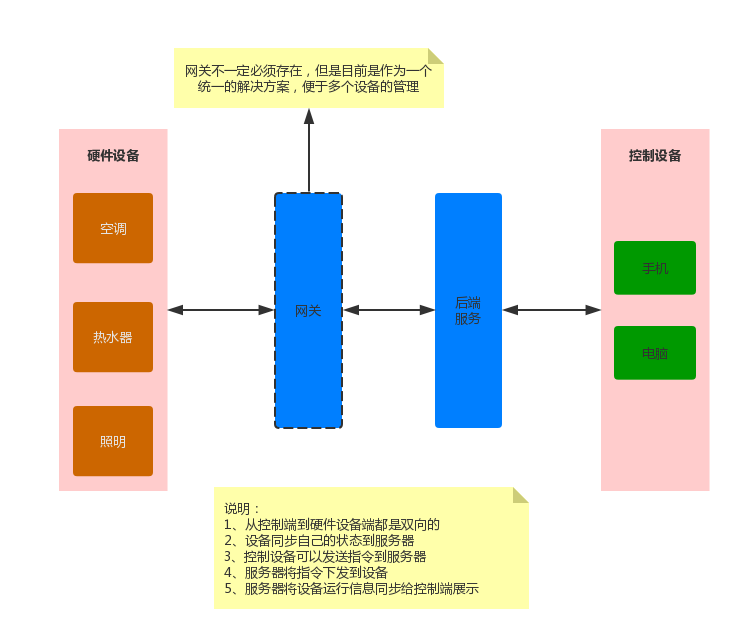 网关不一定必须存在，但是目前是作为一个
统一的解决方案，便于多个设备的管理
硬件设备
空调
热水器
照明
网关
后端
服务
控制设备
手机
电脑
说明：
1、从控制端到硬件设备端都是双向的
2、设备同步自己的状态到服务器
3、控制设备可以发送指令到服务器
4、服务器将指令下发到设备
5、服务器将设备运行信息同步给控制端展示